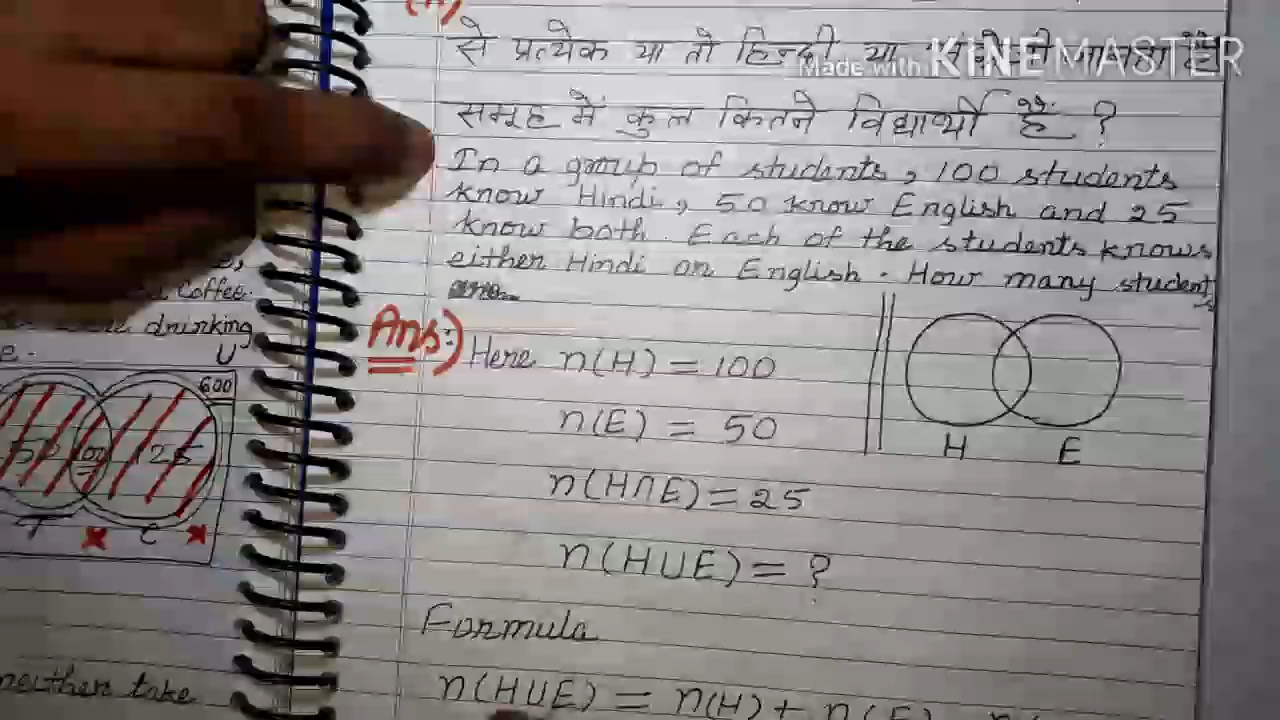 से प्रत्येक या तो हिन्दी या
Made with KINEMASTER
समूह में कुल कितने विद्यार्थी है ?
In a group of students, 100 students
know Hindi, 50 know English and 25
know both. Each of the students knows
either Hindi or English. How many students
Ans:) Here n(H) = 100
n(E) = 50
n(H∩E) = 25
n(H∪E) = ?
H E
Formula
n(H∪E) = n(H) + n(E)
coffee.
drinking
U
600
25
T C
neither take